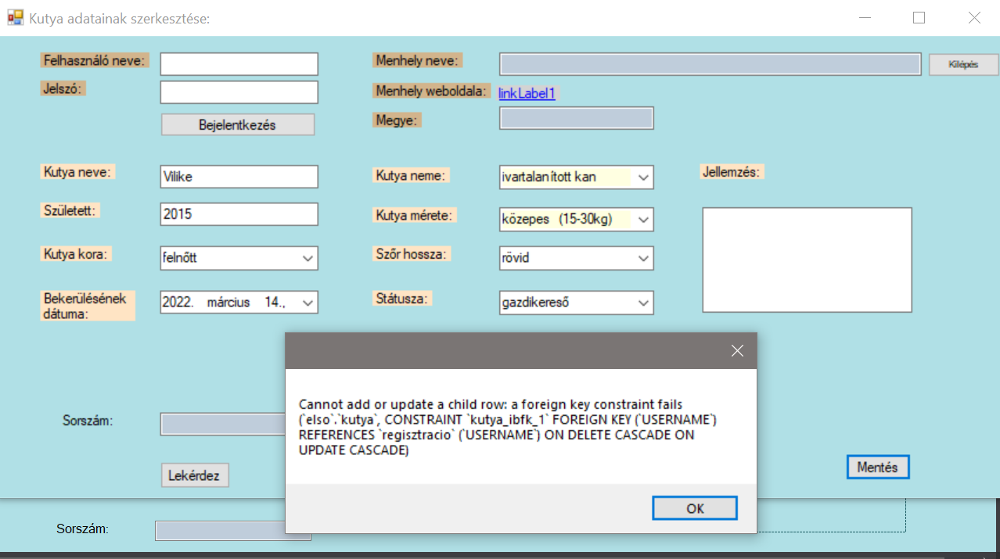 Kutya adatainak szerkesztése:
Felhasználó neve:
Menhely neve:
Kilépés
Jelszó:
Menhely weboldala:
linkLabel1
Bejelentkezés
Megye:
Kutya neve:
Vilike
Kutya neme:
ivartalanított kan
Jellemzés:
Született:
2015
Kutya mérete:
közepes (15-30kg)
Kutya kora:
felnőtt
Szőr hossza:
rövid
Bekerülésének
dátuma:
2022. március 14.,
Státusza:
gazdikereső
Cannot add or update a child row: a foreign key constraint fails
(`elso`.`kutya`, CONSTRAINT `kutya_ibfk_1` FOREIGN KEY (`USERNAME`)
REFERENCES `regisztracio` (`USERNAME`) ON DELETE CASCADE ON
UPDATE CASCADE)
OK
Sorszám:
Lekérdez
Mentés
Sorszám: